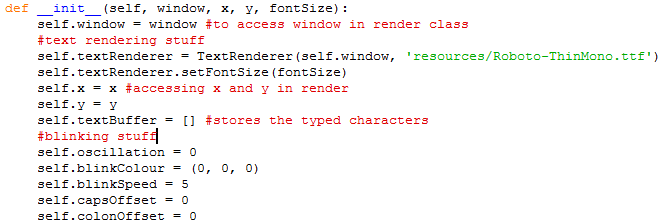 def __init__(self, window, x, y, fontSize):
    self.window = window #to access window in render class
    #text rendering stuff
    self.textRenderer = TextRenderer(self.window, 'resources/Roboto-ThinMono.ttf')
    self.textRenderer.setFontSize(fontSize)
    self.x = x #accessing x and y in render
    self.y = y
    self.textBuffer = [] #stores the typed characters
    #blinking stuff
    self.oscillation = 0
    self.blinkColour = (0, 0, 0)
    self.blinkSpeed = 5
    self.capsOffset = 0
    self.colonOffset = 0